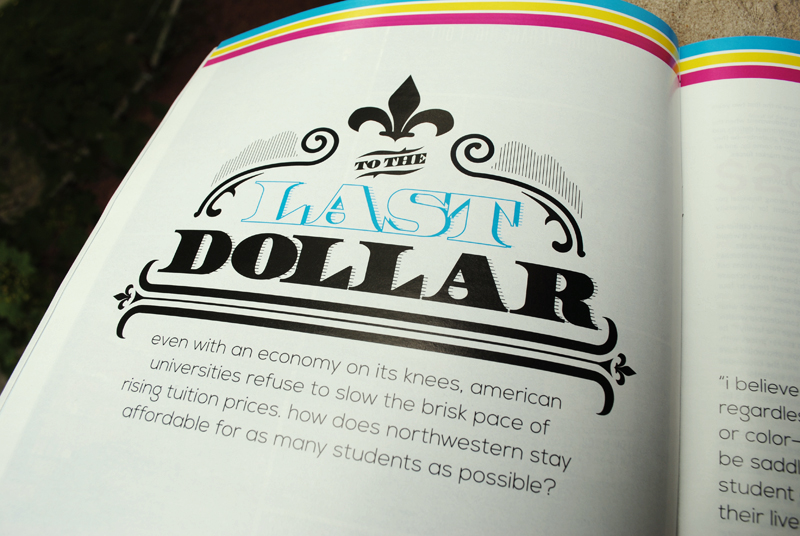 TO THE
LAST
DOLLAR
even with an economy on its knees, american
universities refuse to slow the brisk pace of
rising tuition prices. how does northwestern stay
affordable for as many students as possible?
“i believe
regardles
or color—
be saddl
student
their live